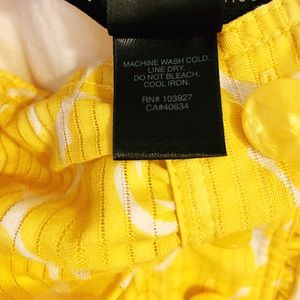 MACHINE WASH COLD.
LINE DRY.
DO NOT BLEACH.
COOL IRON.
RN# 103927
CA#40634